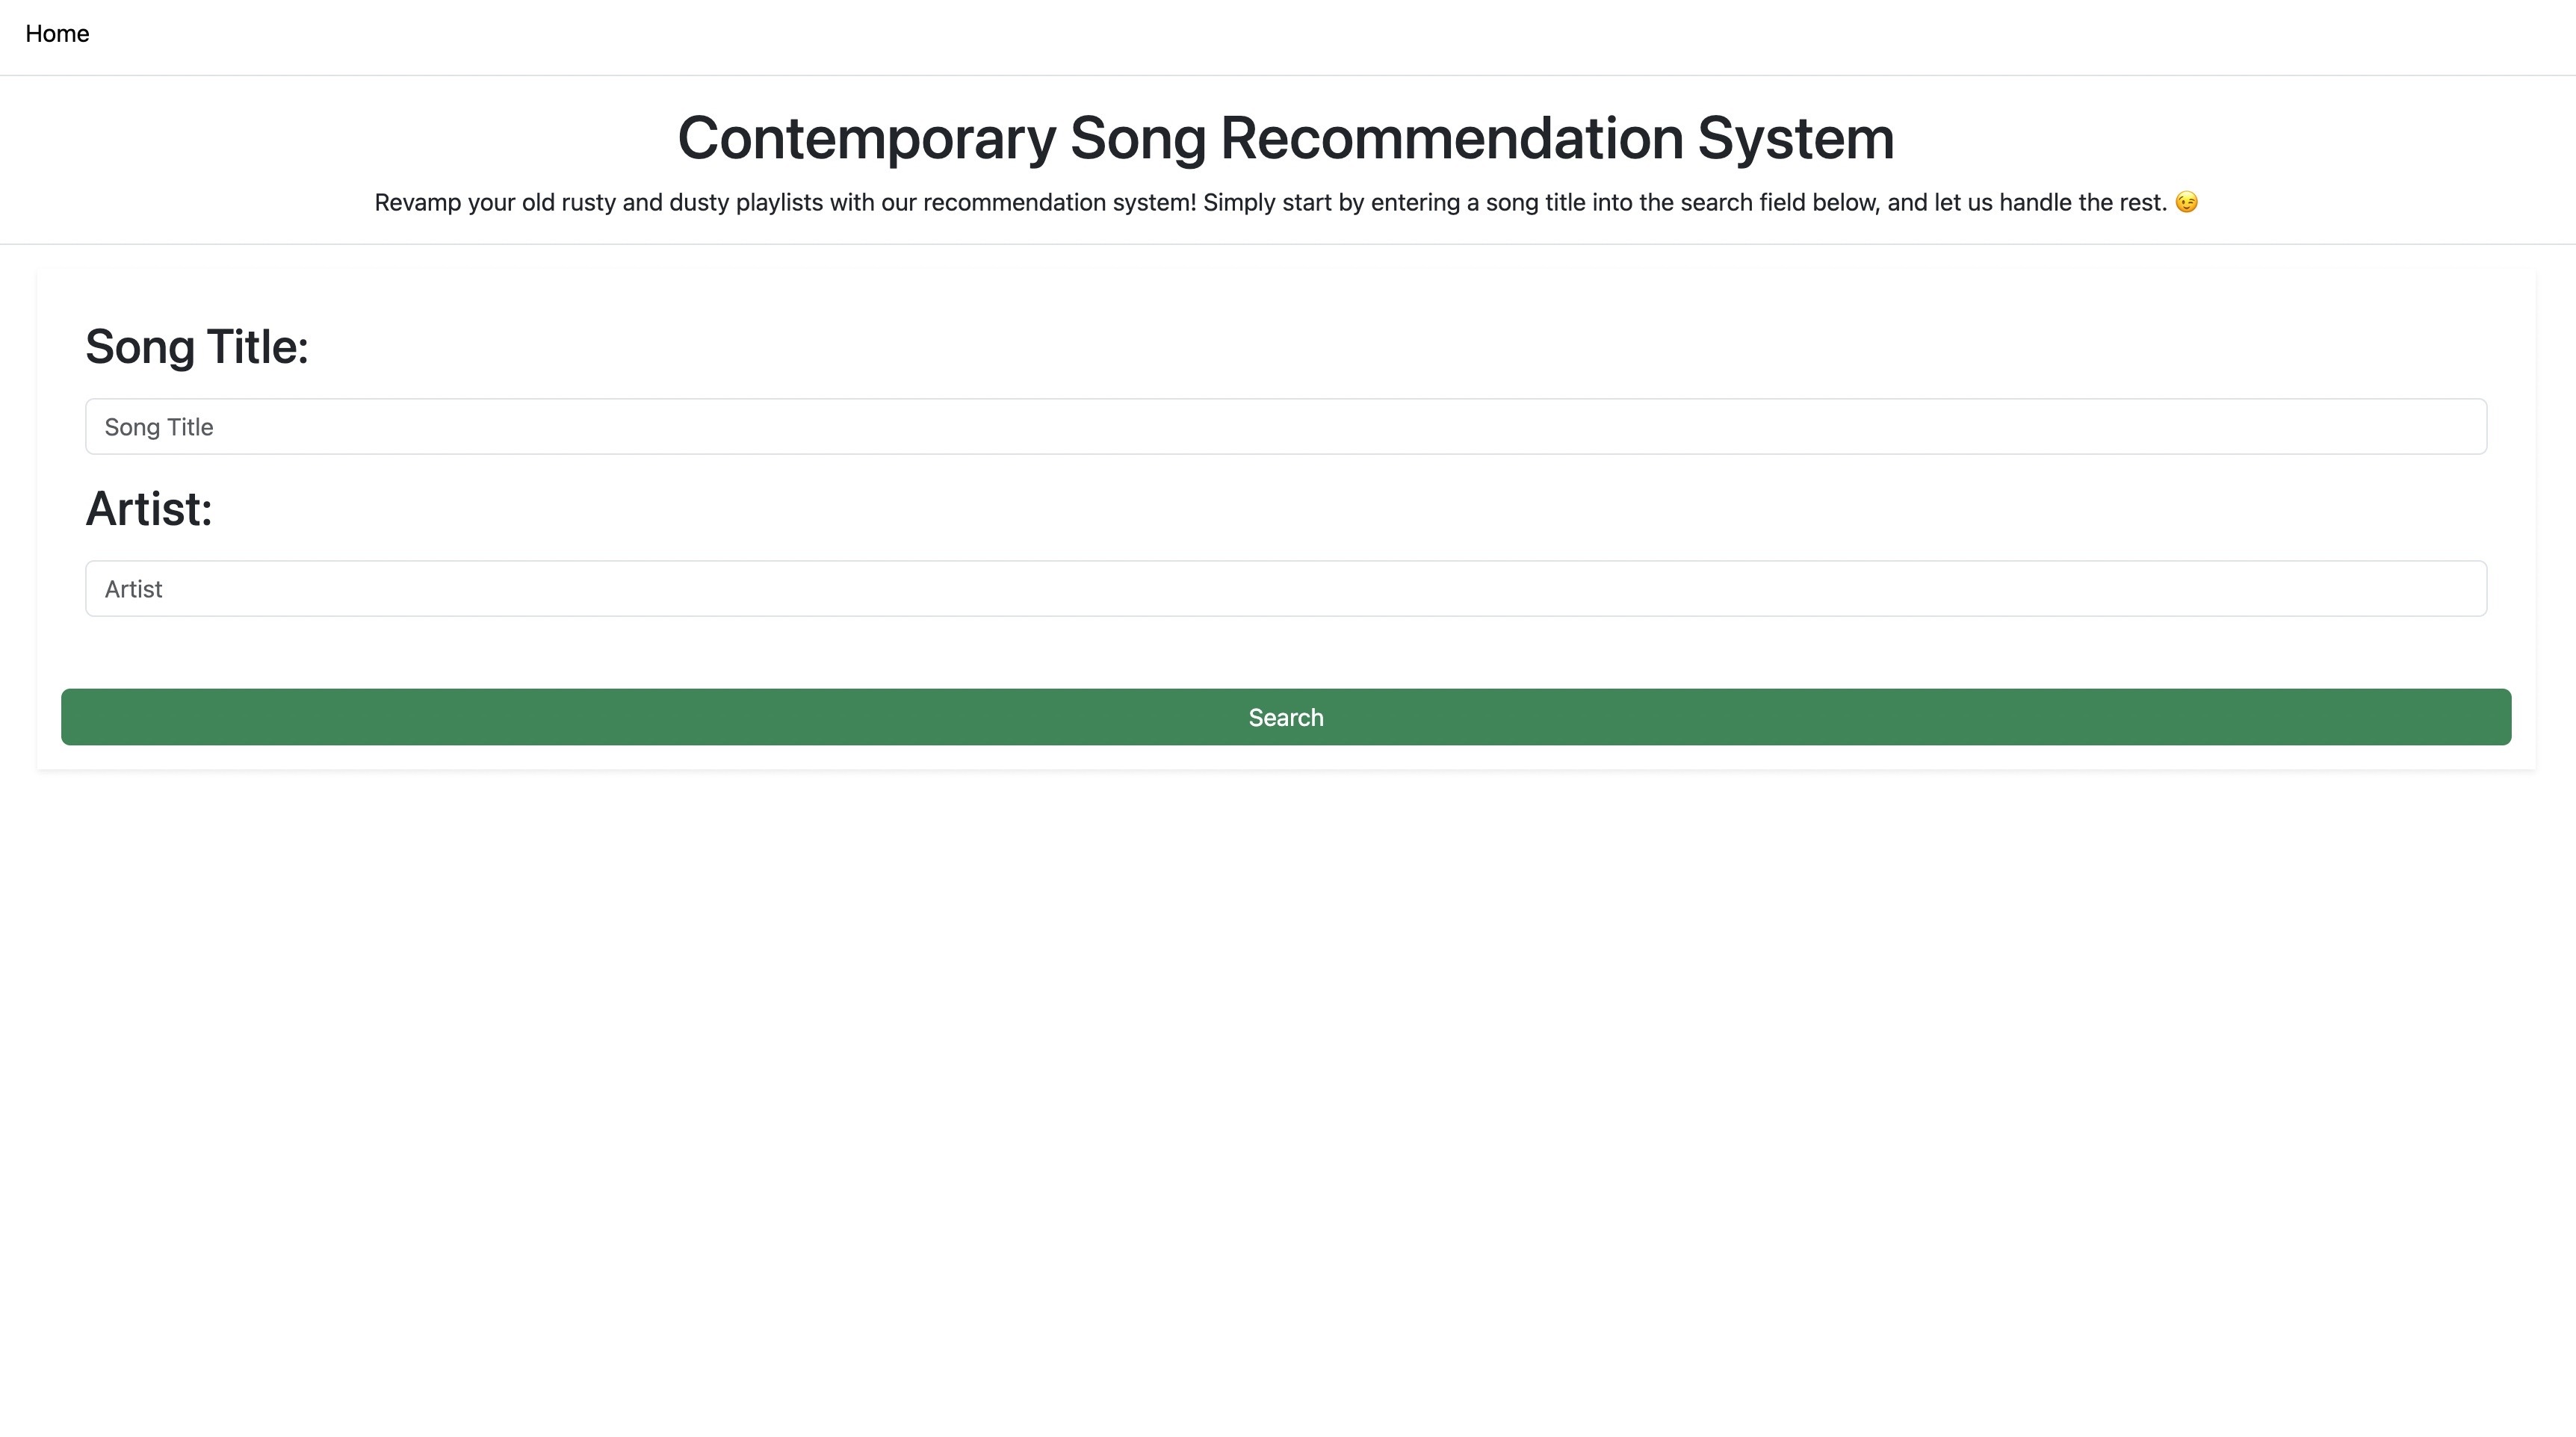 Home
Contemporary Song Recommendation System
Revamp your old rusty and dusty playlists with our recommendation system! Simply start by entering a song title into the search field below, and let us handle the rest. 😉
Song Title:
Song Title
Artist:
Artist
Search